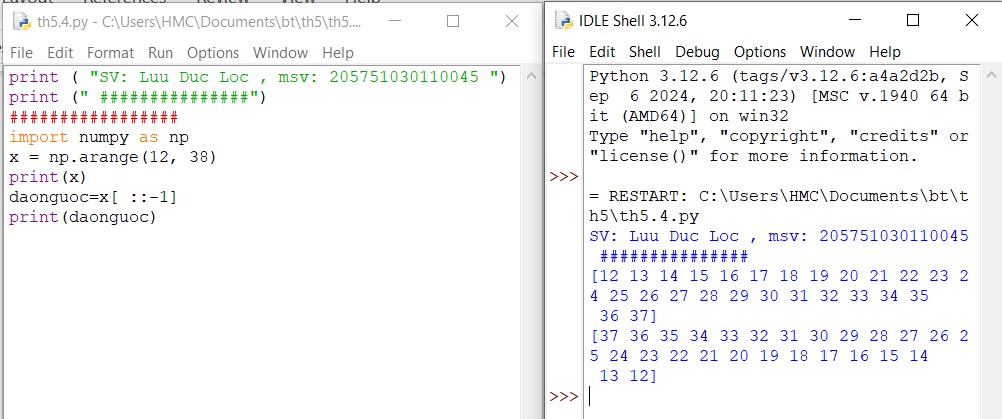 th5.4.py - C:\Users\HMC\Documents\bt\th5\th5....
File Edit Format Run Options Window Help
print ( "SV: Luu Duc Loc , msv: 205751030110045 ")
print (" ###############")
#################
import numpy as np
x = np.arange(12, 38)
print(x)
daonguoc=x[ ::-1]
print(daonguoc)
IDLE Shell 3.12.6
File Edit Shell Debug Options Window Help
Python 3.12.6 (tags/v3.12.6:a4a2d2b, S
ep  6 2024, 20:11:23) [MSC v.1940 64 b
it (AMD64)] on win32
Type "help", "copyright", "credits" or
"license()" for more information.
>>>
= RESTART: C:\Users\HMC\Documents\bt\t
h5\th5.4.py
SV: Luu Duc Loc , msv: 205751030110045
 ###############
[12 13 14 15 16 17 18 19 20 21 22 23 2
4 25 26 27 28 29 30 31 32 33 34 35
 36 37]
[37 36 35 34 33 32 31 30 29 28 27 26 2
5 24 23 22 21 20 19 18 17 16 15 14
 13 12]
>>>